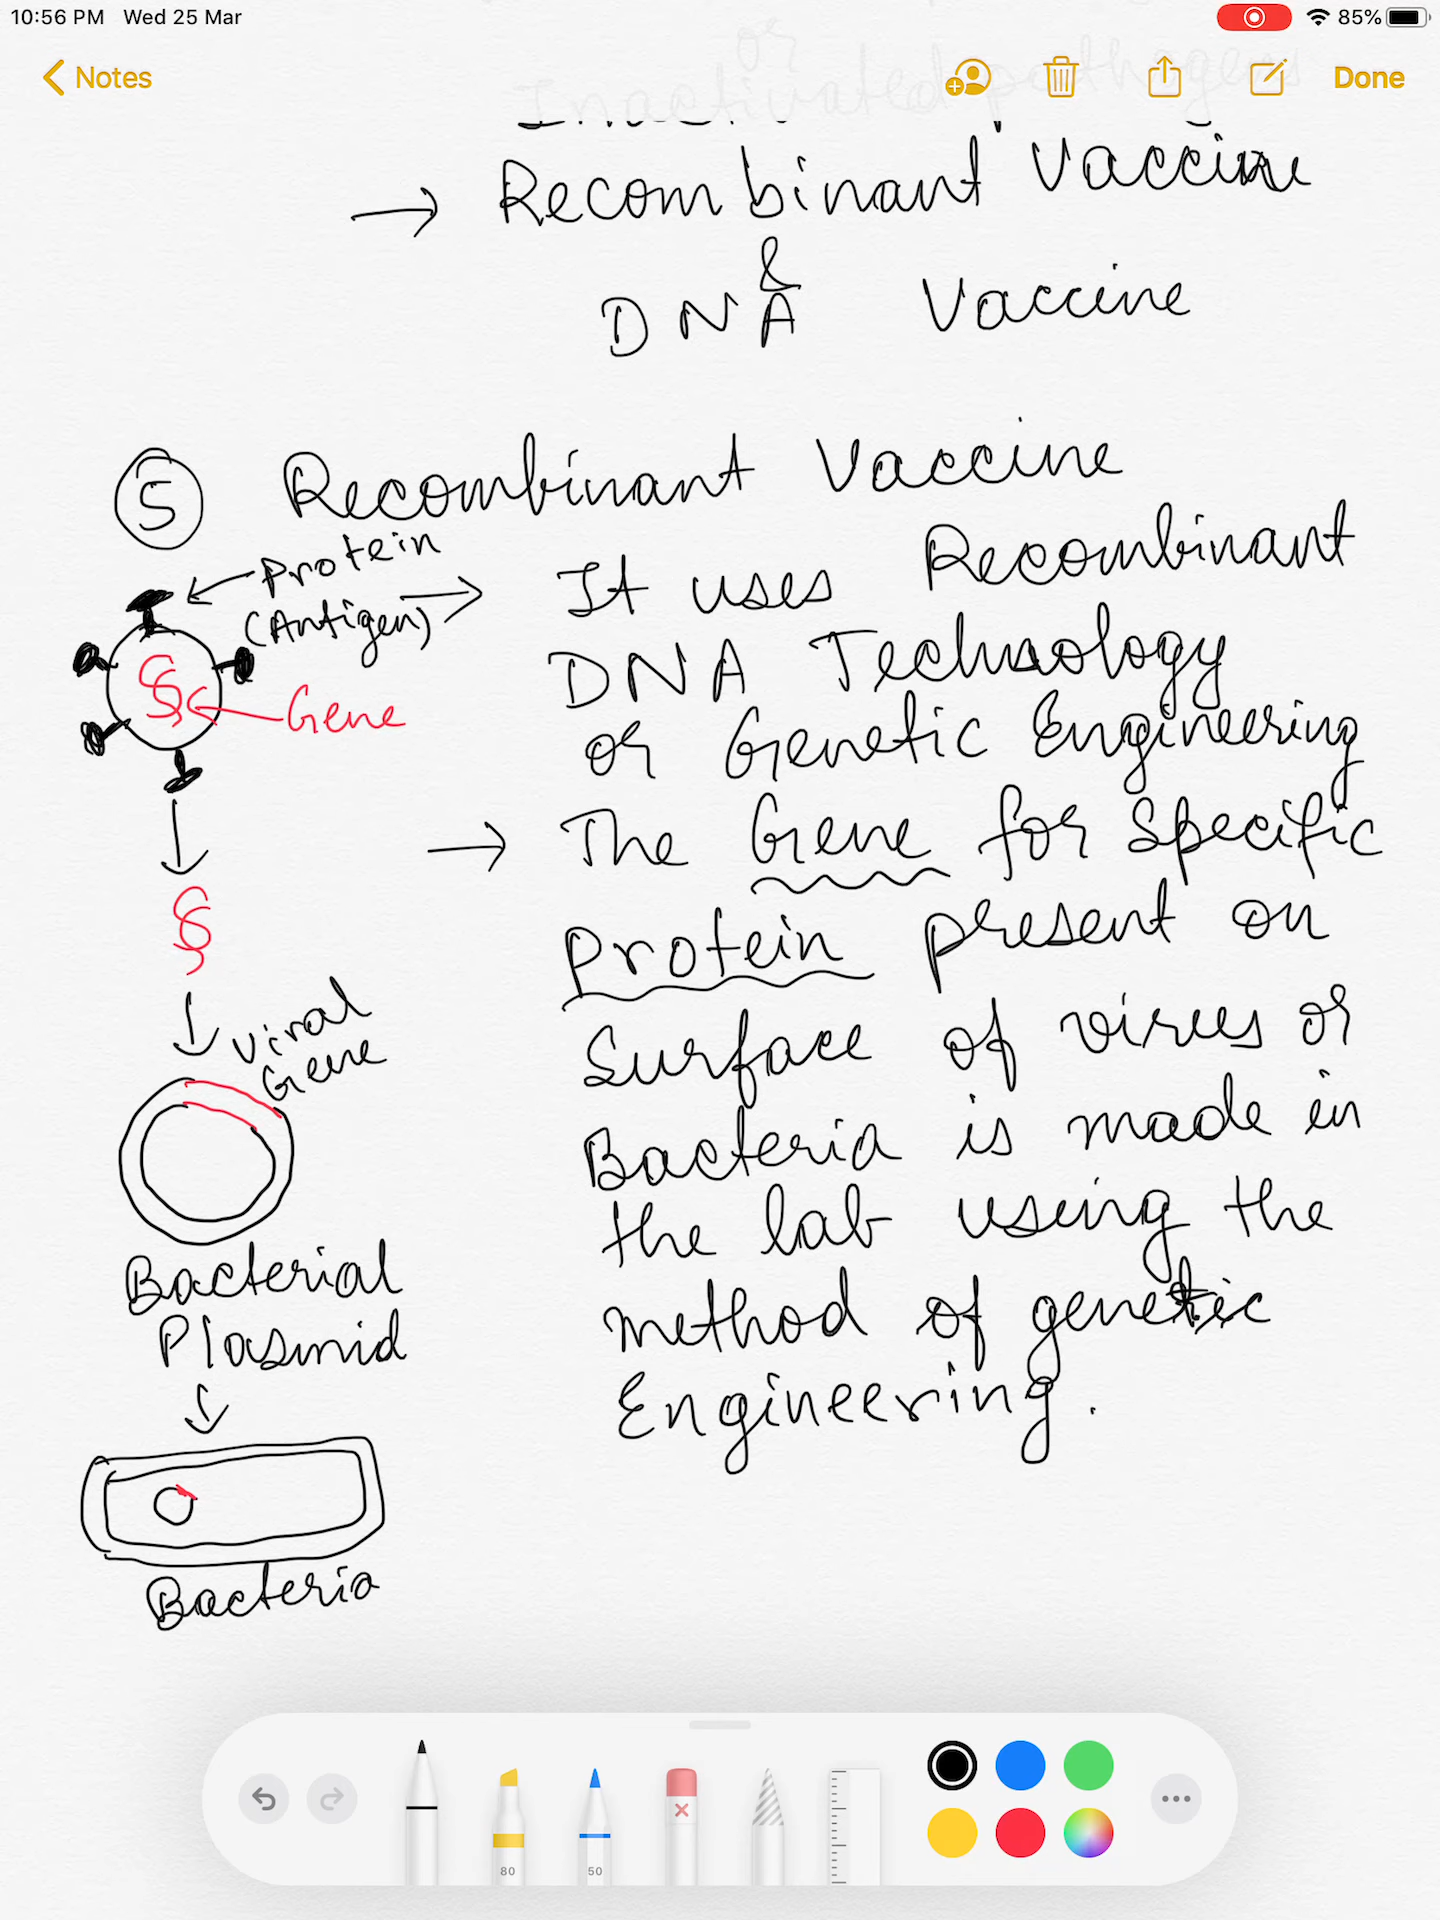 10:56 PM Wed 25 Mar
85%
Notes
Done
or
Inactivated pathogens
→ Recombinant Vaccine
&
DNA Vaccine
5 Recombinant Vaccine
Protein
(Antigen)
Gene
→ It uses Recombinant
DNA Technology
or Genetic Engineering
→ The Gene for Specific
Protein present on
Surface of virus or
Bacteria is made in
the lab using the
method of genetic
Engineering.
Viral
Gene
Bacterial
Plasmid
Bacteria
80
50